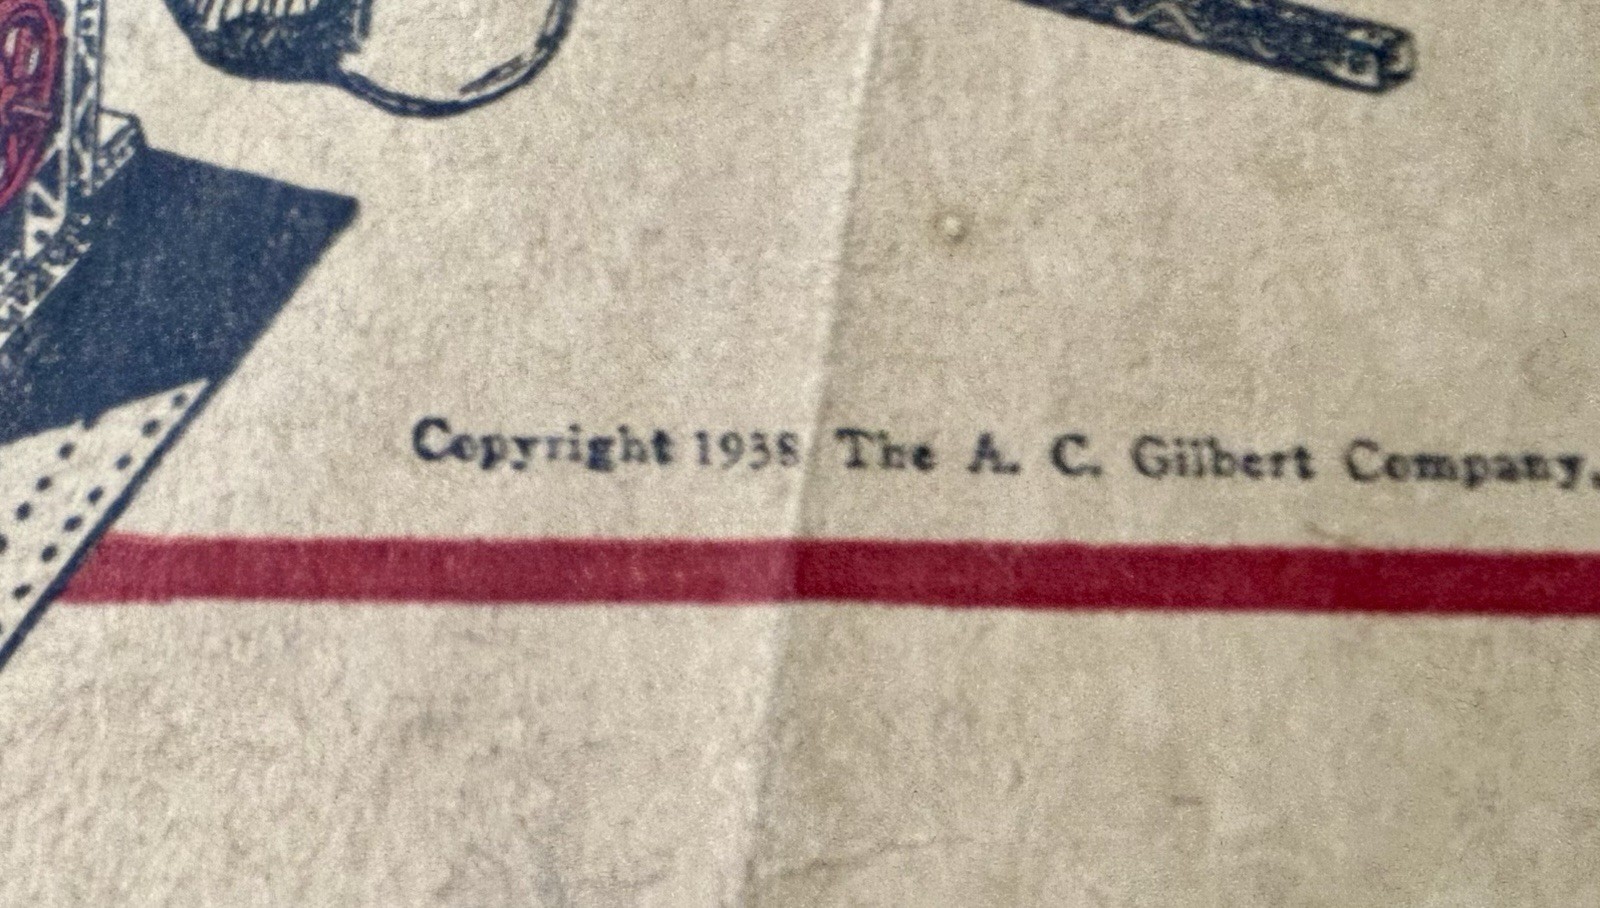 Copyright 1938 The A. C. Gilbert Company.